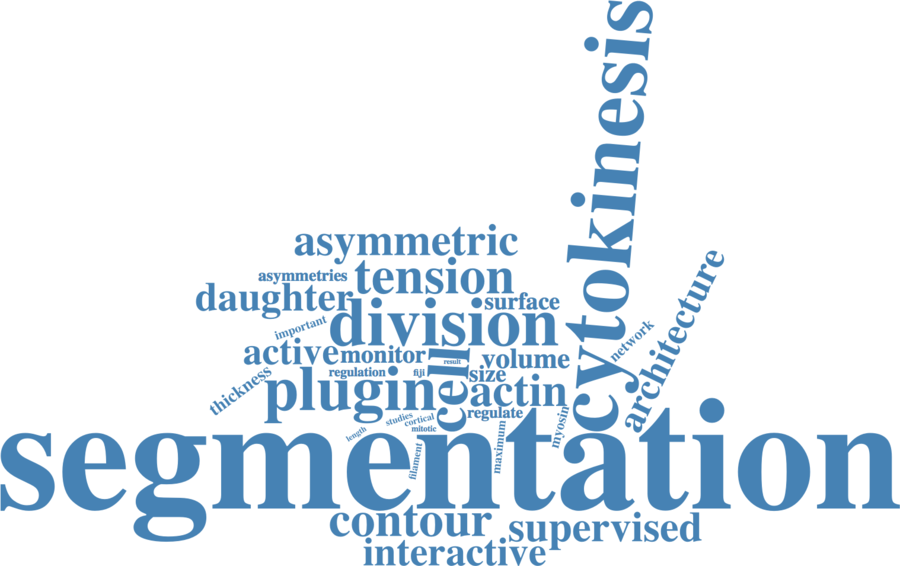 cytokinesis
asymmetric
asymmetries
tension
daughter
surface
division
important
architecture
network
active
monitor
cell
result
volume
regulation
fiji
size
thickness
plugin
actin
regulate
studies
cortical
mitotic
length
myosin
maximum
filament
segmentation
contour
supervised
interactive